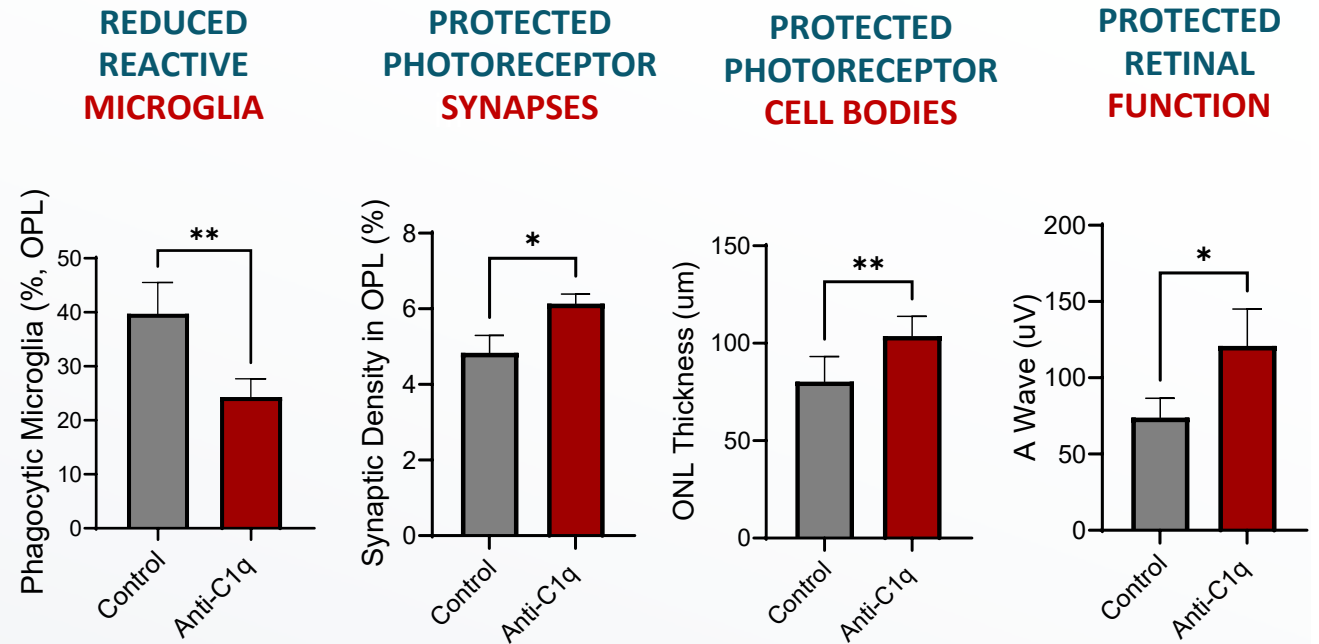 REDUCED
REACTIVE
MICROGLIA
PROTECTED
PHOTORECEPTOR
SYNAPSES
PROTECTED
PHOTORECEPTOR
CELL BODIES
PROTECTED
RETINAL
FUNCTION
Phagocytic Microglia (%, OPL)
50
40
30
20
10
0
**
Control
Anti-C1q
Synaptic Density in OPL (%)
8
6
4
2
0
*
Control
Anti-C1q
ONL Thickness (um)
150
100
50
0
**
Control
Anti-C1q
A Wave (uV)
200
150
100
50
0
*
Control
Anti-C1q